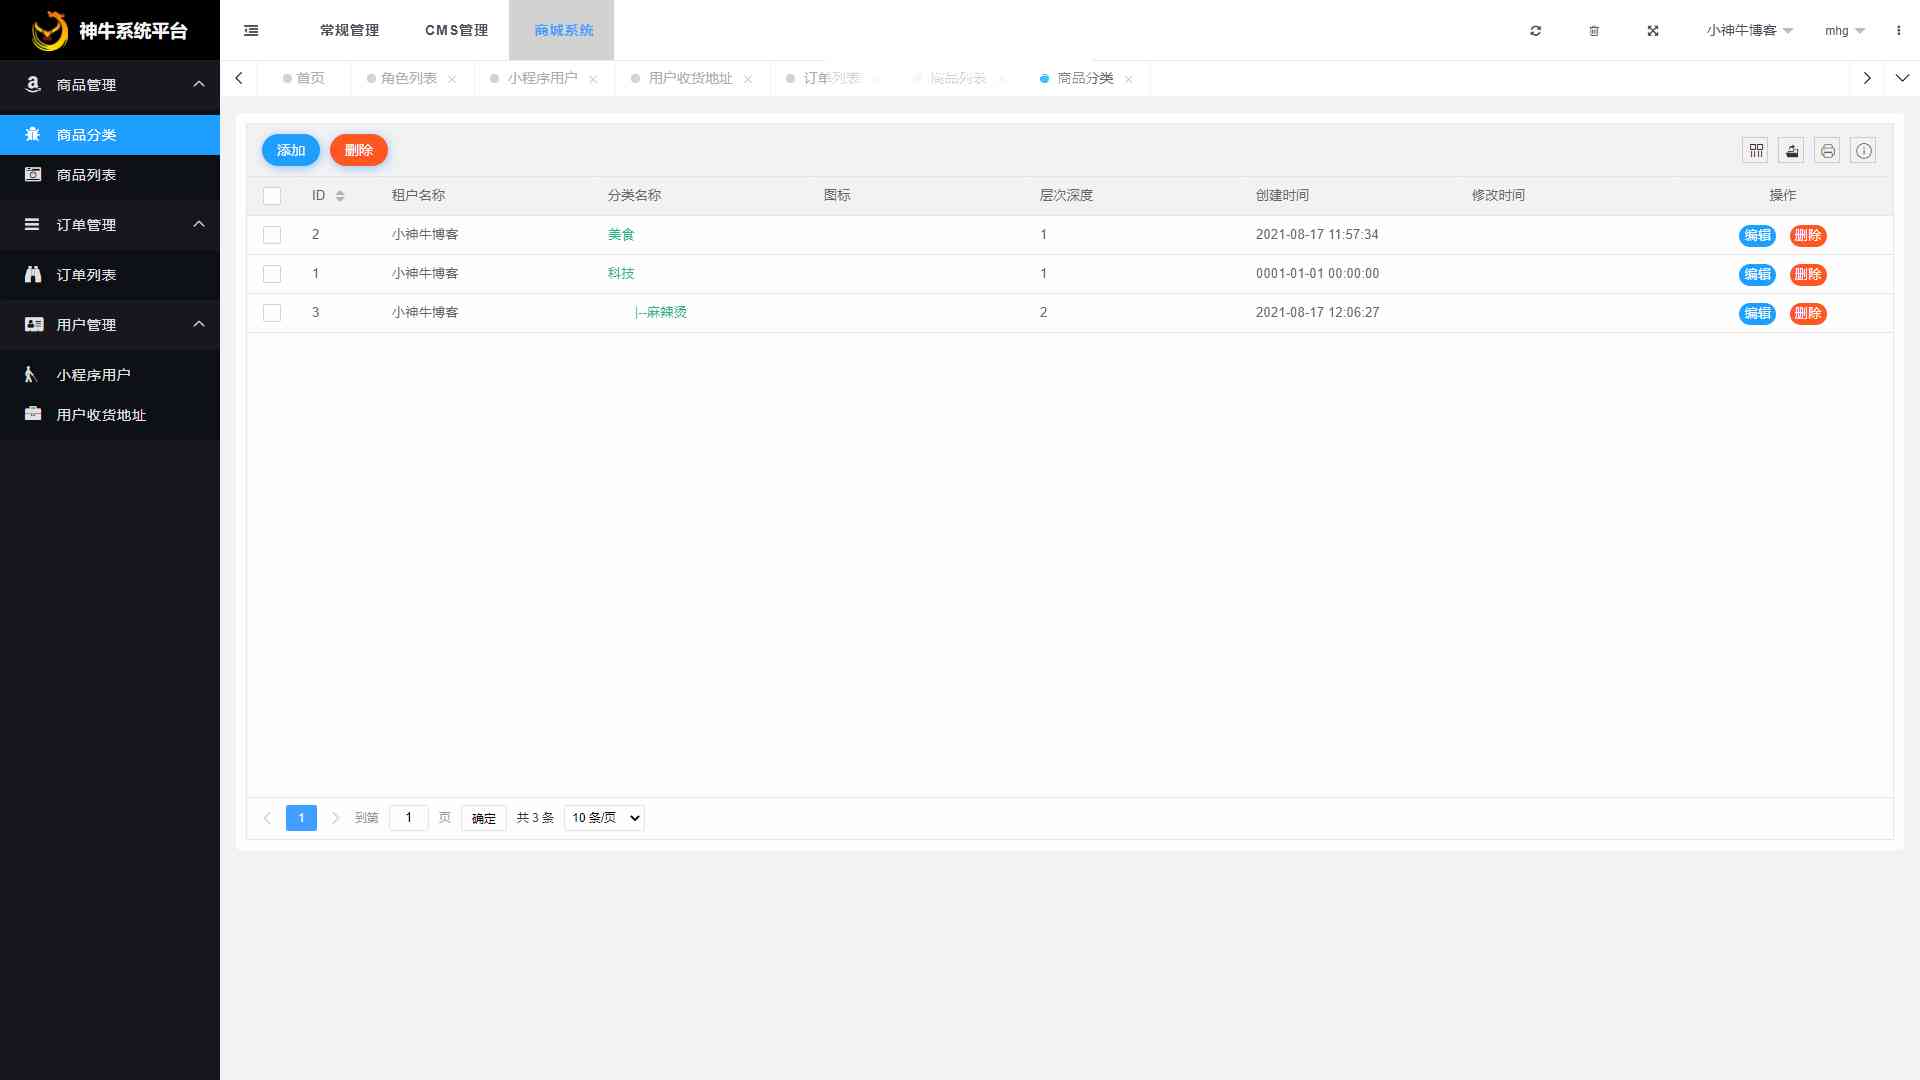 神牛系统平台
常规管理 CMS管理 商城系统 小神牛博客 mhg
首页 角色列表 小程序用户 用户收货地址 订单列表 商品列表 商品分类
商品管理
商品分类
商品列表
订单管理
订单列表
用户管理
小程序用户
用户收货地址
添加 删除
ID 租户名称 分类名称 图标 层次深度 创建时间 修改时间 操作
2 小神牛博客 美食 1 2021-08-17 11:57:34 编辑 删除
1 小神牛博客 科技 1 0001-01-01 00:00:00 编辑 删除
3 小神牛博客 |--麻辣烫 2 2021-08-17 12:06:27 编辑 删除
1 到第 1 页 确定 共 3 条 10 条/页